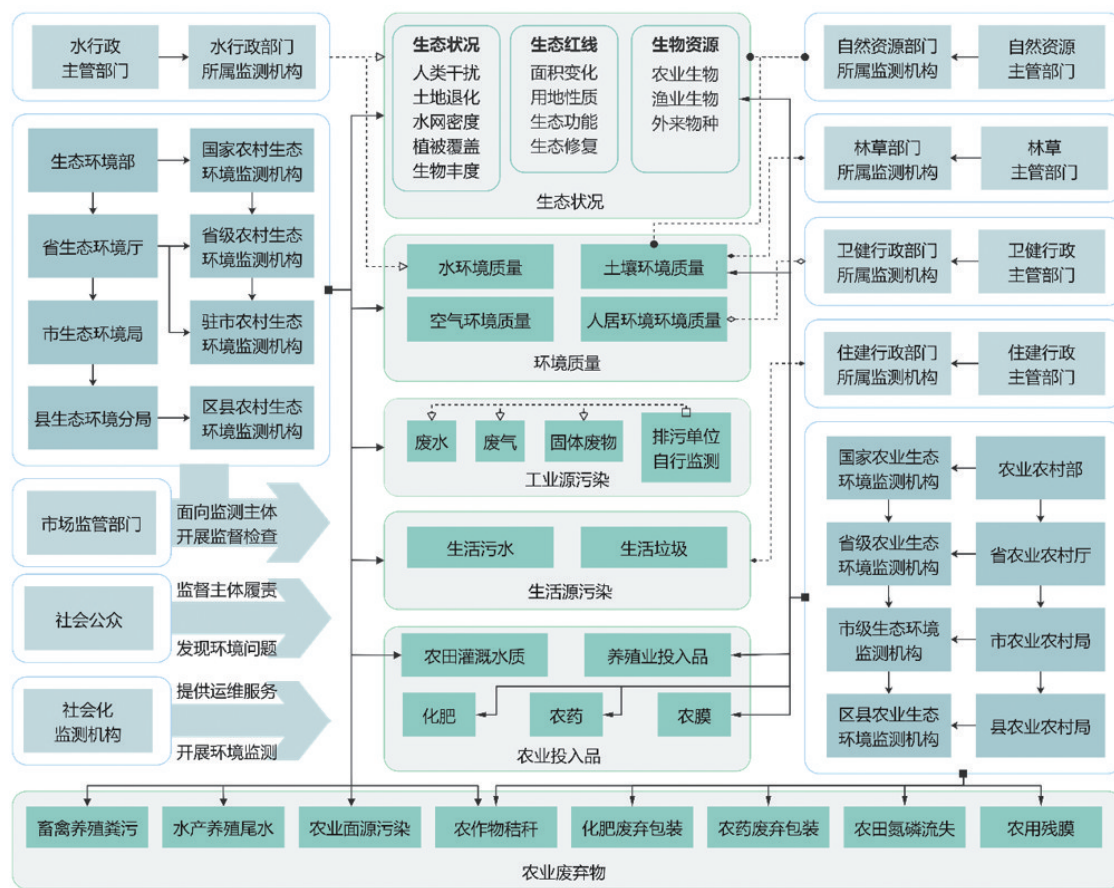 水行政
主管部门
水行政部门
所属监测机构
生态环境部
国家农村生态
环境监测机构
省生态环境厅
省级农村生态
环境监测机构
市生态环境局
驻市农村生态
环境监测机构
县生态环境分局
区县农村生态
环境监测机构
市场监管部门
面向监测主体
开展监督检查
社会公众
监督主体履责
发现环境问题
社会化
监测机构
提供运维服务
开展环境监测
生态状况
人类干扰
土地退化
水网密度
植被覆盖
生物丰度
生态红线
面积变化
用地性质
生态功能
生态修复
生物资源
农业生物
渔业生物
外来物种
生态状况
水环境质量
土壤环境质量
空气环境质量
人居环境环境质量
环境质量
废水
废气
固体废物
排污单位
自行监测
工业源污染
生活污水
生活垃圾
生活源污染
农田灌溉水质
养殖业投入品
化肥
农药
农膜
农业投入品
自然资源部门
所属监测机构
自然资源
主管部门
林草部门
所属监测机构
林草
主管部门
卫健行政部门
所属监测机构
卫健行政
主管部门
住建行政部门
所属监测机构
住建行政
主管部门
国家农业生态
环境监测机构
农业农村部
省级农业生态
环境监测机构
省农业农村厅
市级生态环境
监测机构
市农业农村局
区县农业生态
环境监测机构
县农业农村局
畜禽养殖粪污
水产养殖尾水
农业面源污染
农作物秸秆
化肥废弃包装
农药废弃包装
农田氮磷流失
农用残膜
农业废弃物